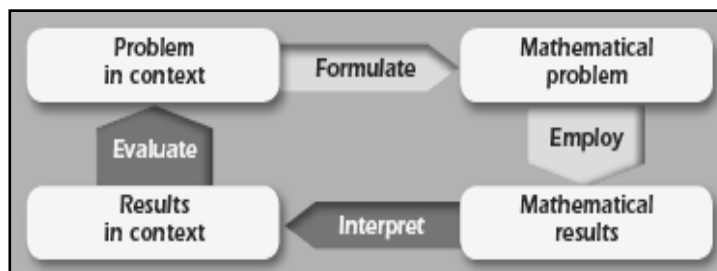 Problem
in context
Formulate
Mathematical
problem
Evaluate
Employ
Results
in context
Interpret
Mathematical
results